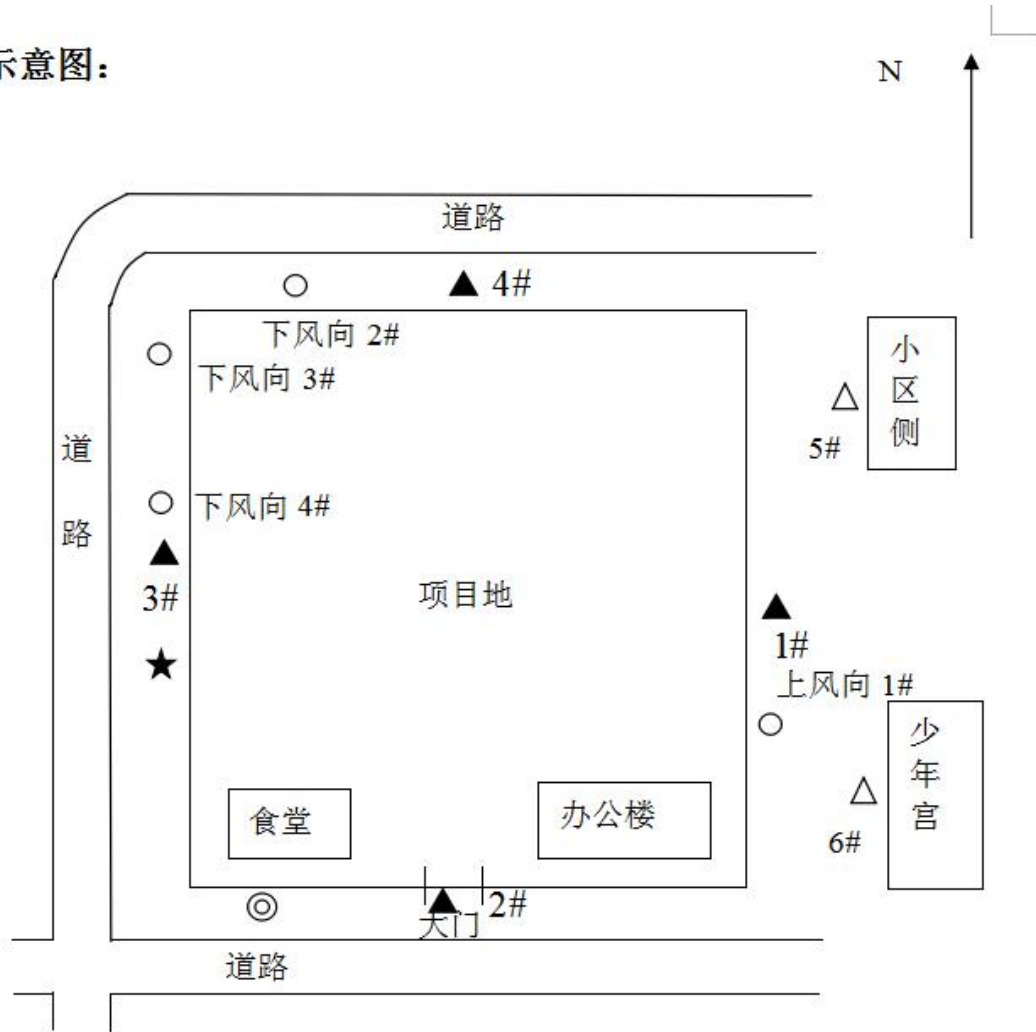 示意图：
N
道路
4#
下风向 2#
下风向 3#
小区侧
5#
道路
下风向 4#
3#
项目地
1#
上风向 1#
少年宫
6#
食堂
办公楼
2#
大门
道路